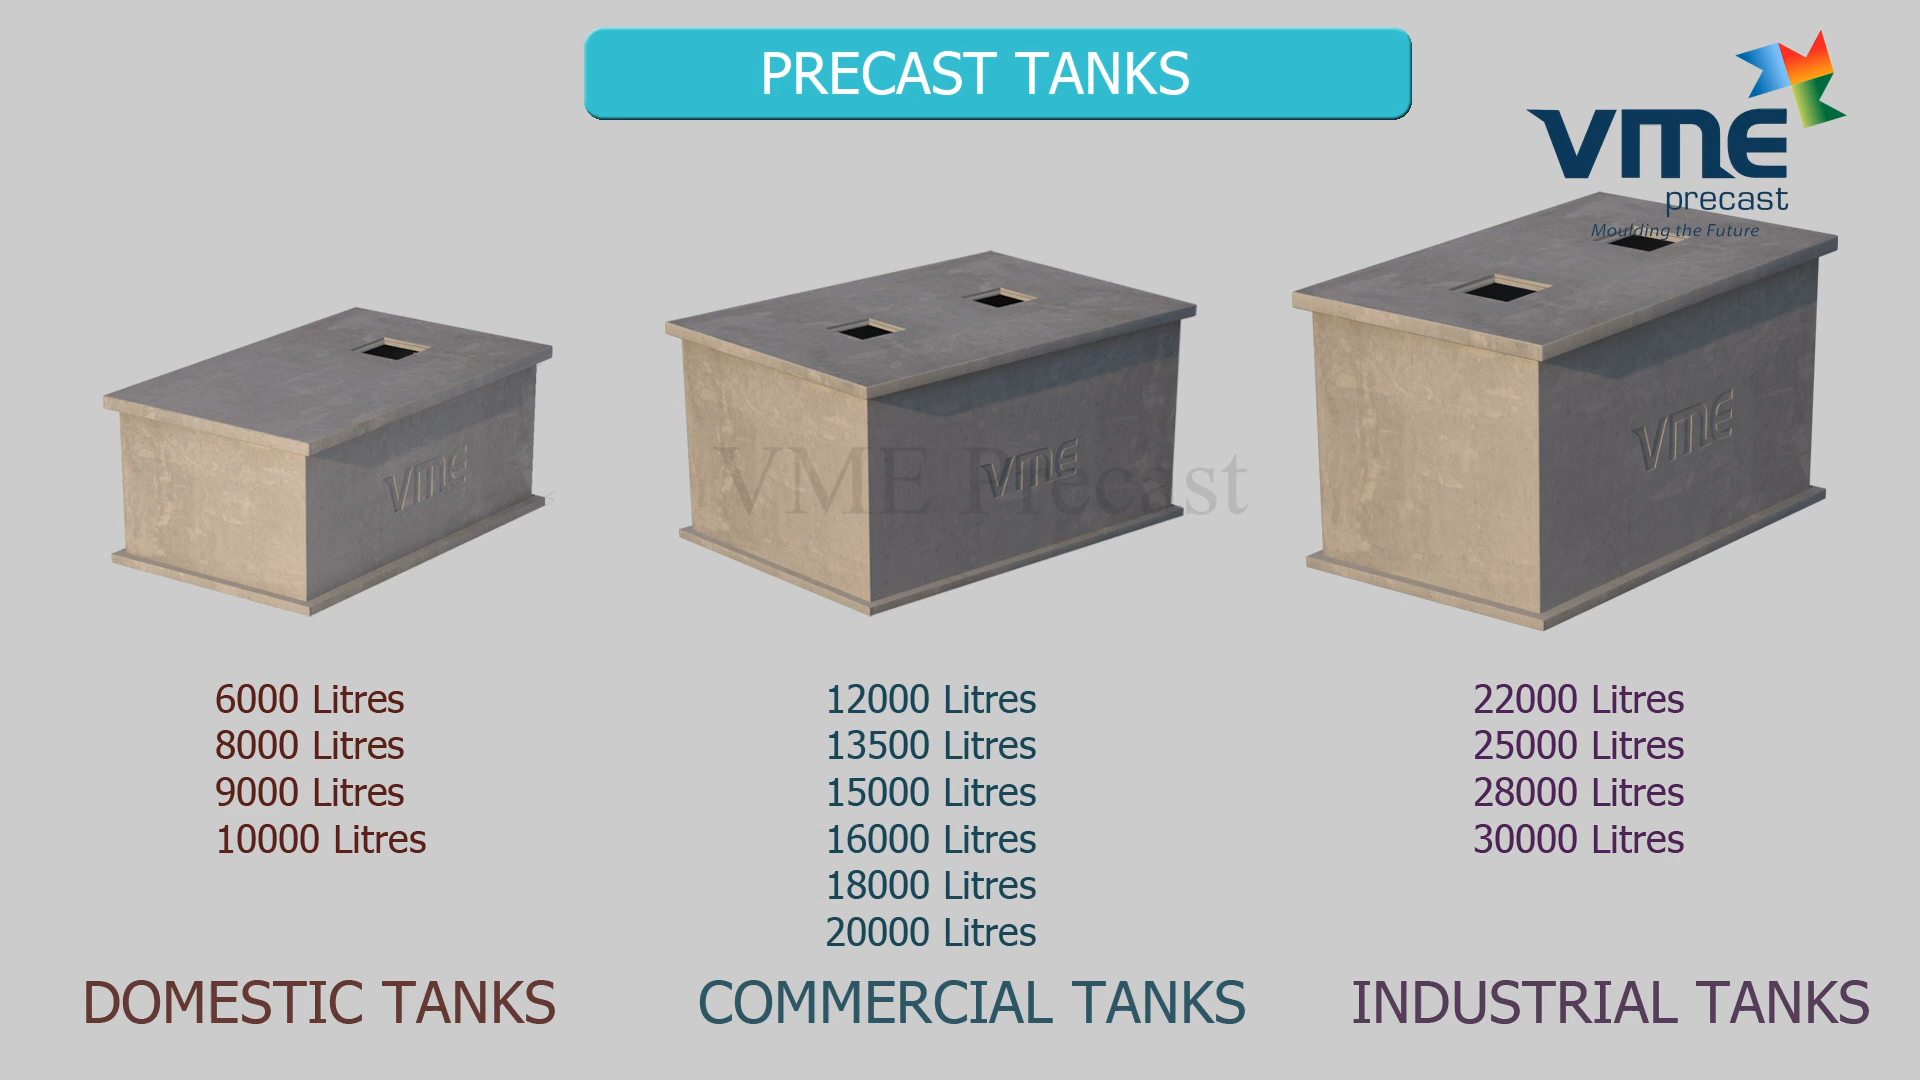 PRECAST TANKS
VME
precast
Moulding the Future
VME
VME
VME
VME Precast
6000 Litres
8000 Litres
9000 Litres
10000 Litres
DOMESTIC TANKS
12000 Litres
13500 Litres
15000 Litres
16000 Litres
18000 Litres
20000 Litres
COMMERCIAL TANKS
22000 Litres
25000 Litres
28000 Litres
30000 Litres
INDUSTRIAL TANKS